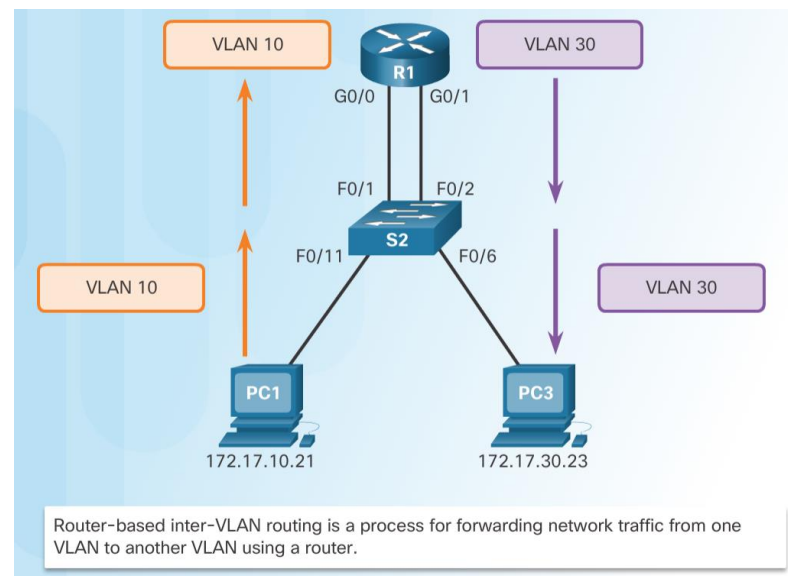 VLAN 10
VLAN 30
R1
G0/0
G0/1
F0/1
F0/2
S2
F0/11
F0/6
VLAN 10
VLAN 30
PC1
PC3
172.17.10.21
172.17.30.23
Router-based inter-VLAN routing is a process for forwarding network traffic from one
VLAN to another VLAN using a router.